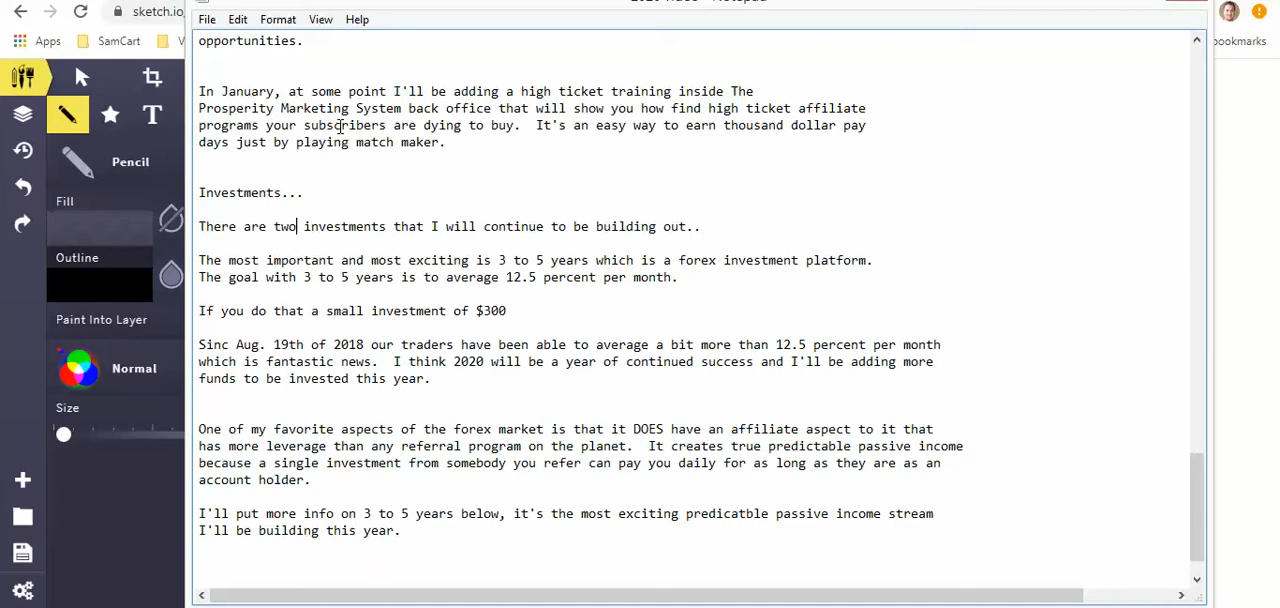 sketch.io
2020 video - Notepad
Apps
SamCart
V
bookmarks
File Edit Format View Help
opportunities.
In January, at some point I'll be adding a high ticket training inside The
Prosperity Marketing System back office that will show you how find high ticket affiliate
programs your subscribers are dying to buy.  It's an easy way to earn thousand dollar pay
days just by playing match maker.
Investments...
There are two investments that I will continue to be building out..
The most important and most exciting is 3 to 5 years which is a forex investment platform.
The goal with 3 to 5 years is to average 12.5 percent per month.
If you do that a small investment of $300
Sinc Aug. 19th of 2018 our traders have been able to average a bit more than 12.5 percent per month
which is fantastic news.  I think 2020 will be a year of continued success and I'll be adding more
funds to be invested this year.
One of my favorite aspects of the forex market is that it DOES have an affiliate aspect to it that
has more leverage than any referral program on the planet.  It creates true predictable passive income
because a single investment from somebody you refer can pay you daily for as long as they are as an
account holder.
I'll put more info on 3 to 5 years below, it's the most exciting predicatble passive income stream
I'll be building this year.
T
Pencil
Fill
Outline
Paint Into Layer
Normal
Size